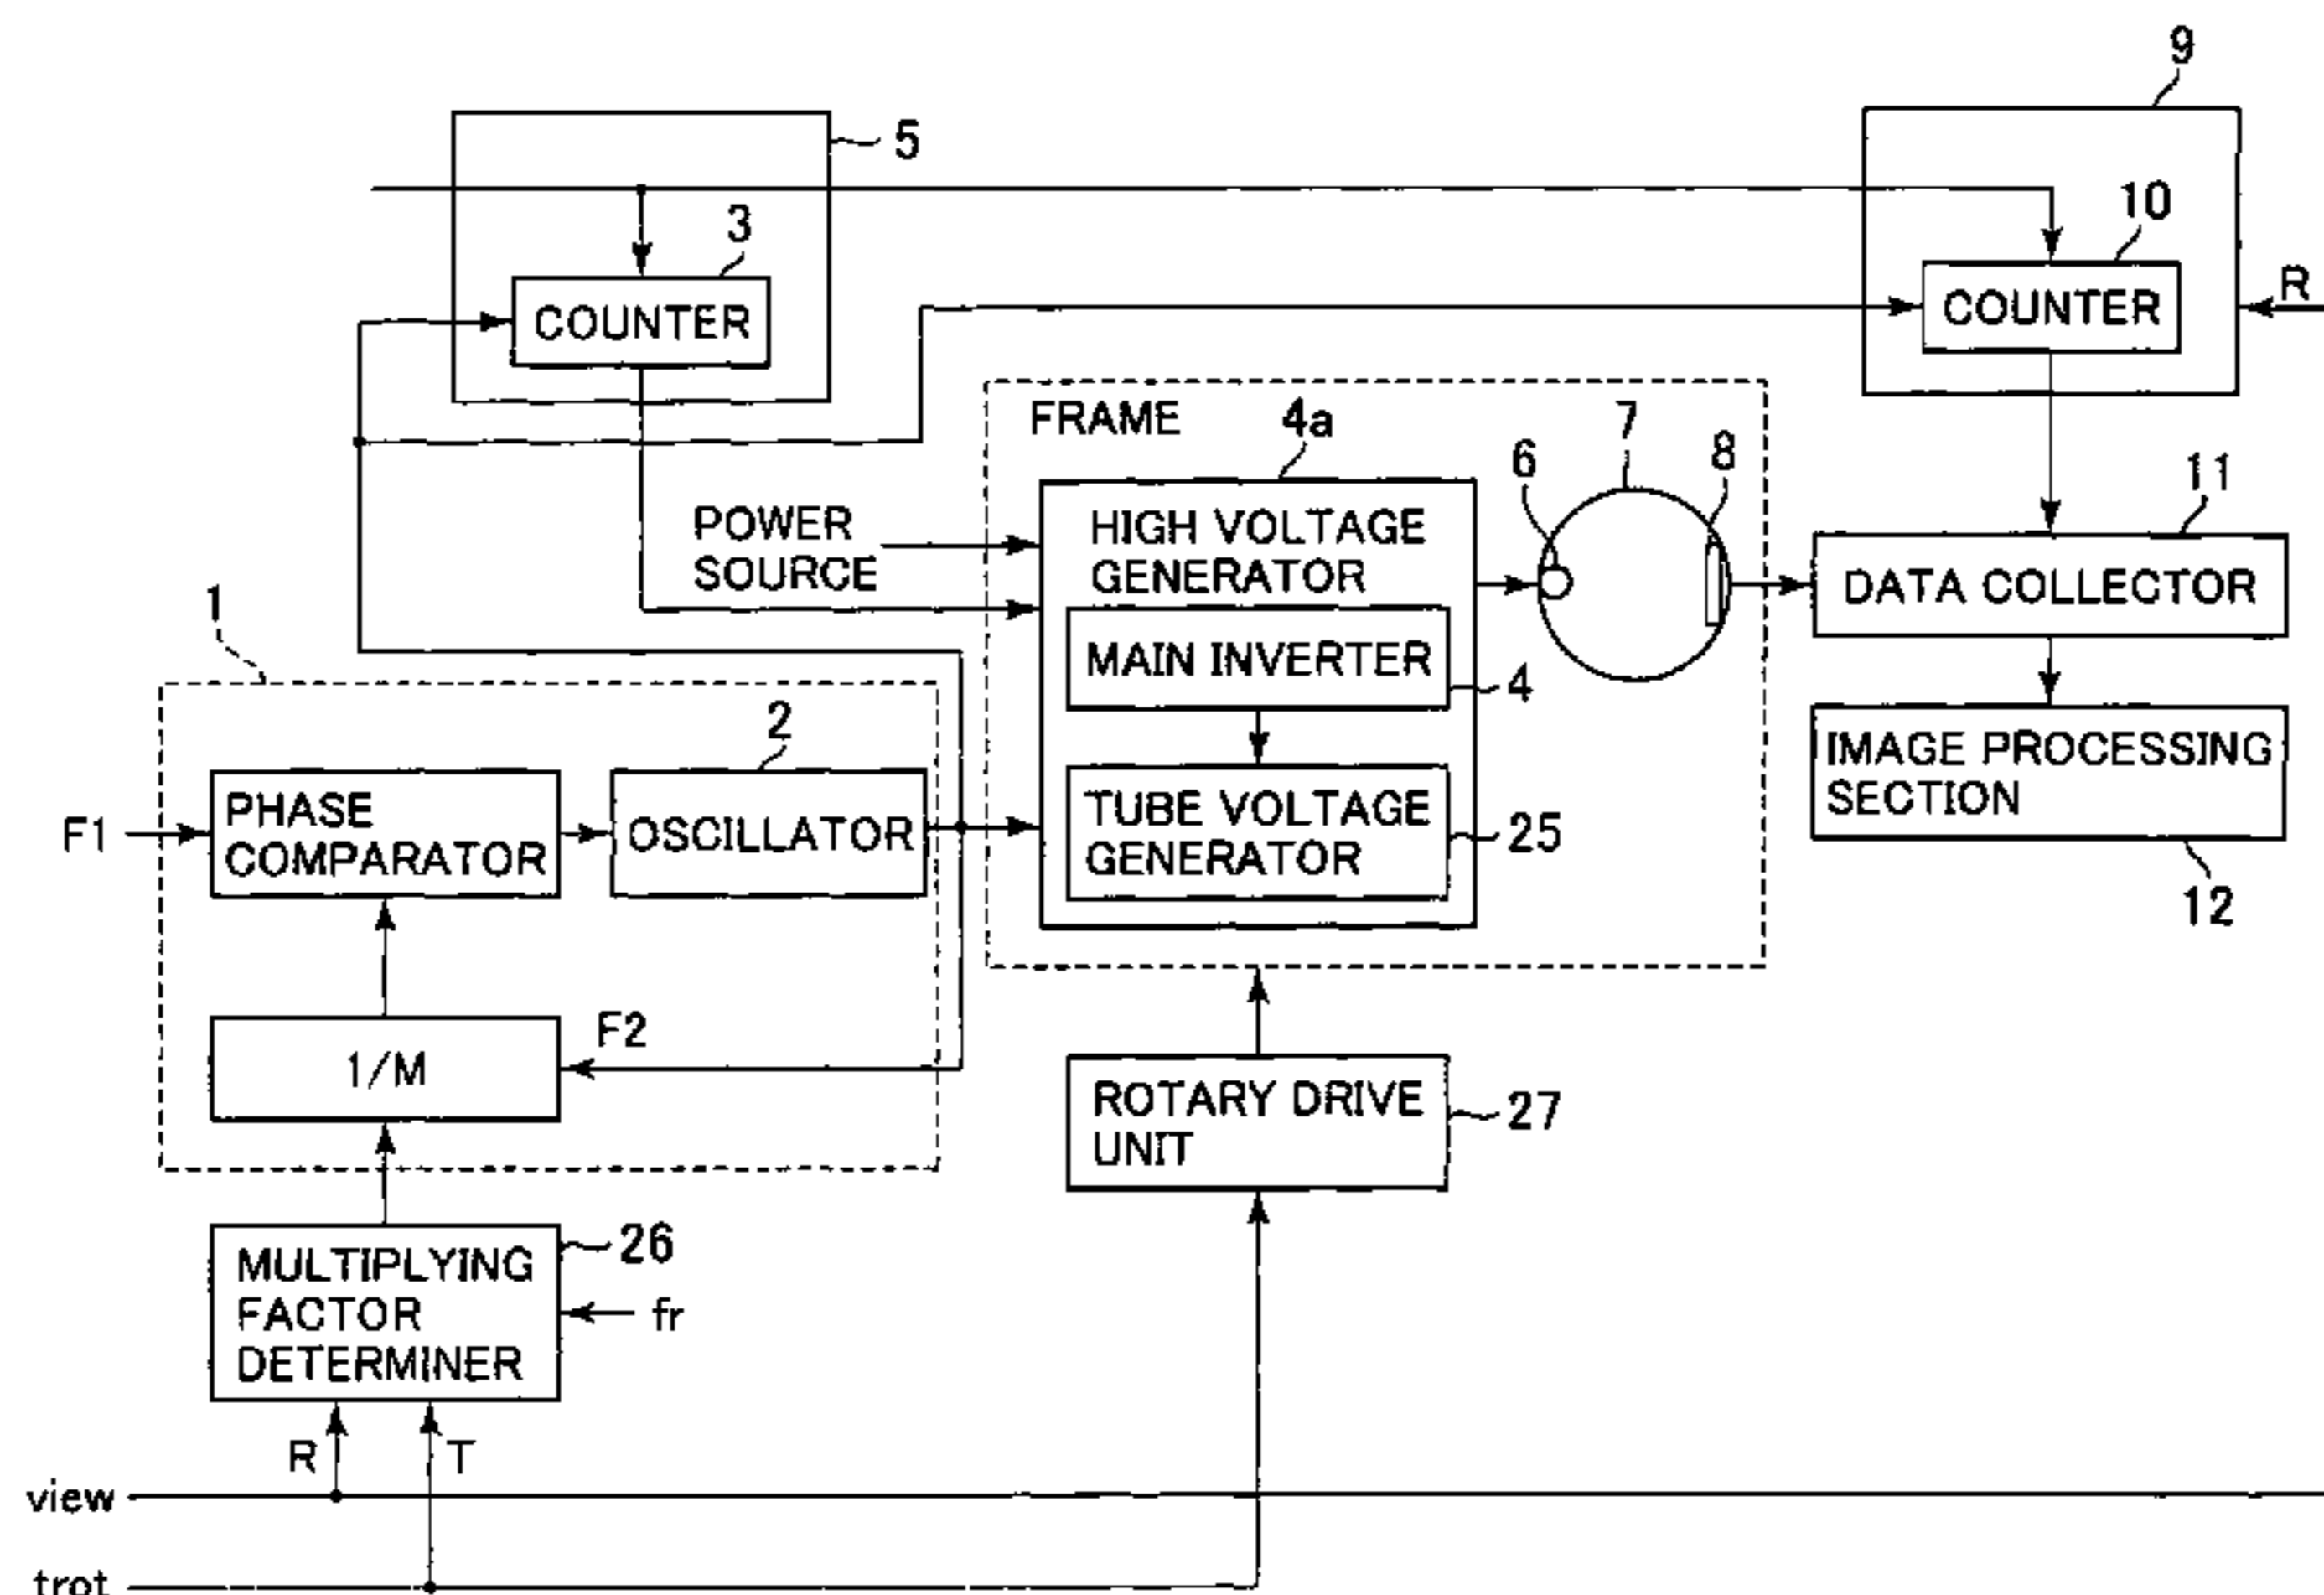 9
5
3
10
R
COUNTER
COUNTER
FRAME
4a
7
6
8
11
POWER
SOURCE
HIGH VOLTAGE
GENERATOR
DATA COLLECTOR
1
MAIN INVERTER
4
2
IMAGE PROCESSING
SECTION
F1
PHASE
COMPARATOR
OSCILLATOR
TUBE VOLTAGE
GENERATOR
25
12
F2
1/M
ROTARY DRIVE
UNIT
27
26
MULTIPLYING
FACTOR
DETERMINER
fr
R
T
view
trot